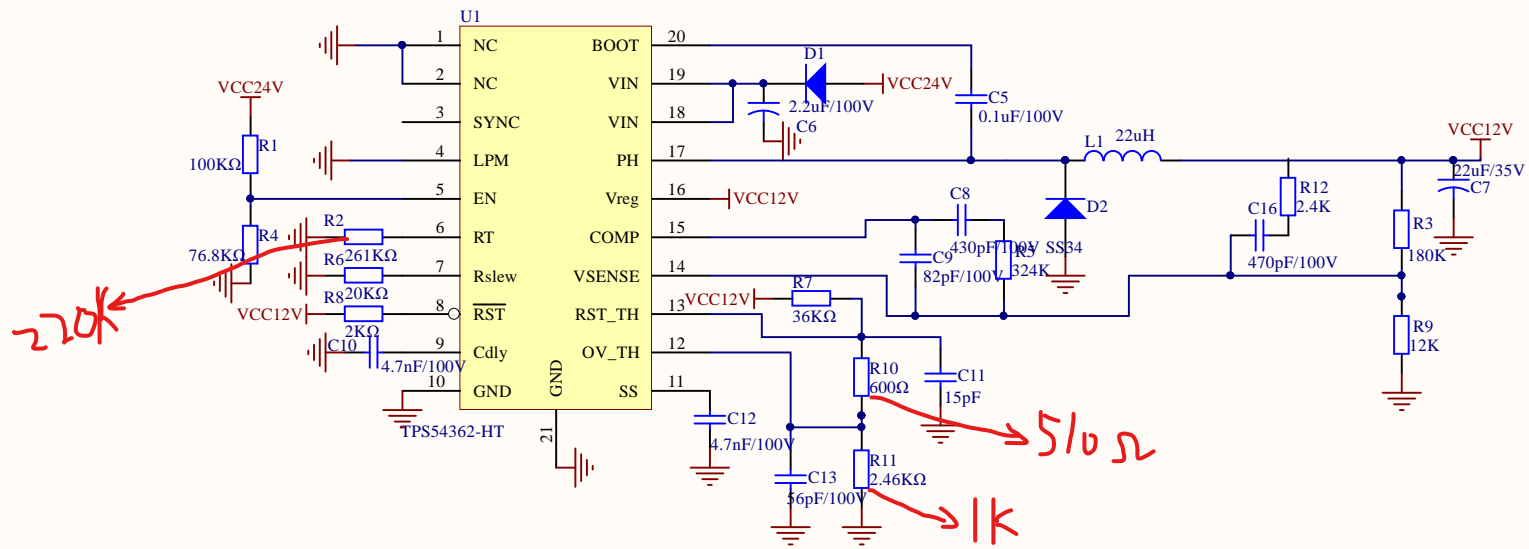 U1
1 NC
2 NC
3 SYNC
4 LPM
5 EN
6 RT
7 Rslew
8 RST
9 Cdly
10 GND
GND
21
BOOT 20
VIN 19
VIN 18
PH 17
Vreg 16
COMP 15
VSENSE 14
RST_TH 13
OV_TH 12
SS 11
TPS54362-HT
VCC24V
R1
100KΩ
R4
76.8KΩ
R2
261KΩ
R6
20KΩ
VCC12V
R8
2KΩ
C10
4.7nF/100V
220K
D1
VCC24V
2.2uF/100V
C6
C5
0.1uF/100V
L1 22uH
VCC12V
22uF/35V
C7
R12
2.4K
C16
470pF/100V
R3
180K
R9
12K
D2
SS34
VCC12V
C8
430pF/100V
C9
82pF/100V
R5
324K
VCC12V
R7
36KΩ
R10
600Ω
C11
15pF
510Ω
R11
2.46KΩ
1K
C12
4.7nF/100V
C13
56pF/100V